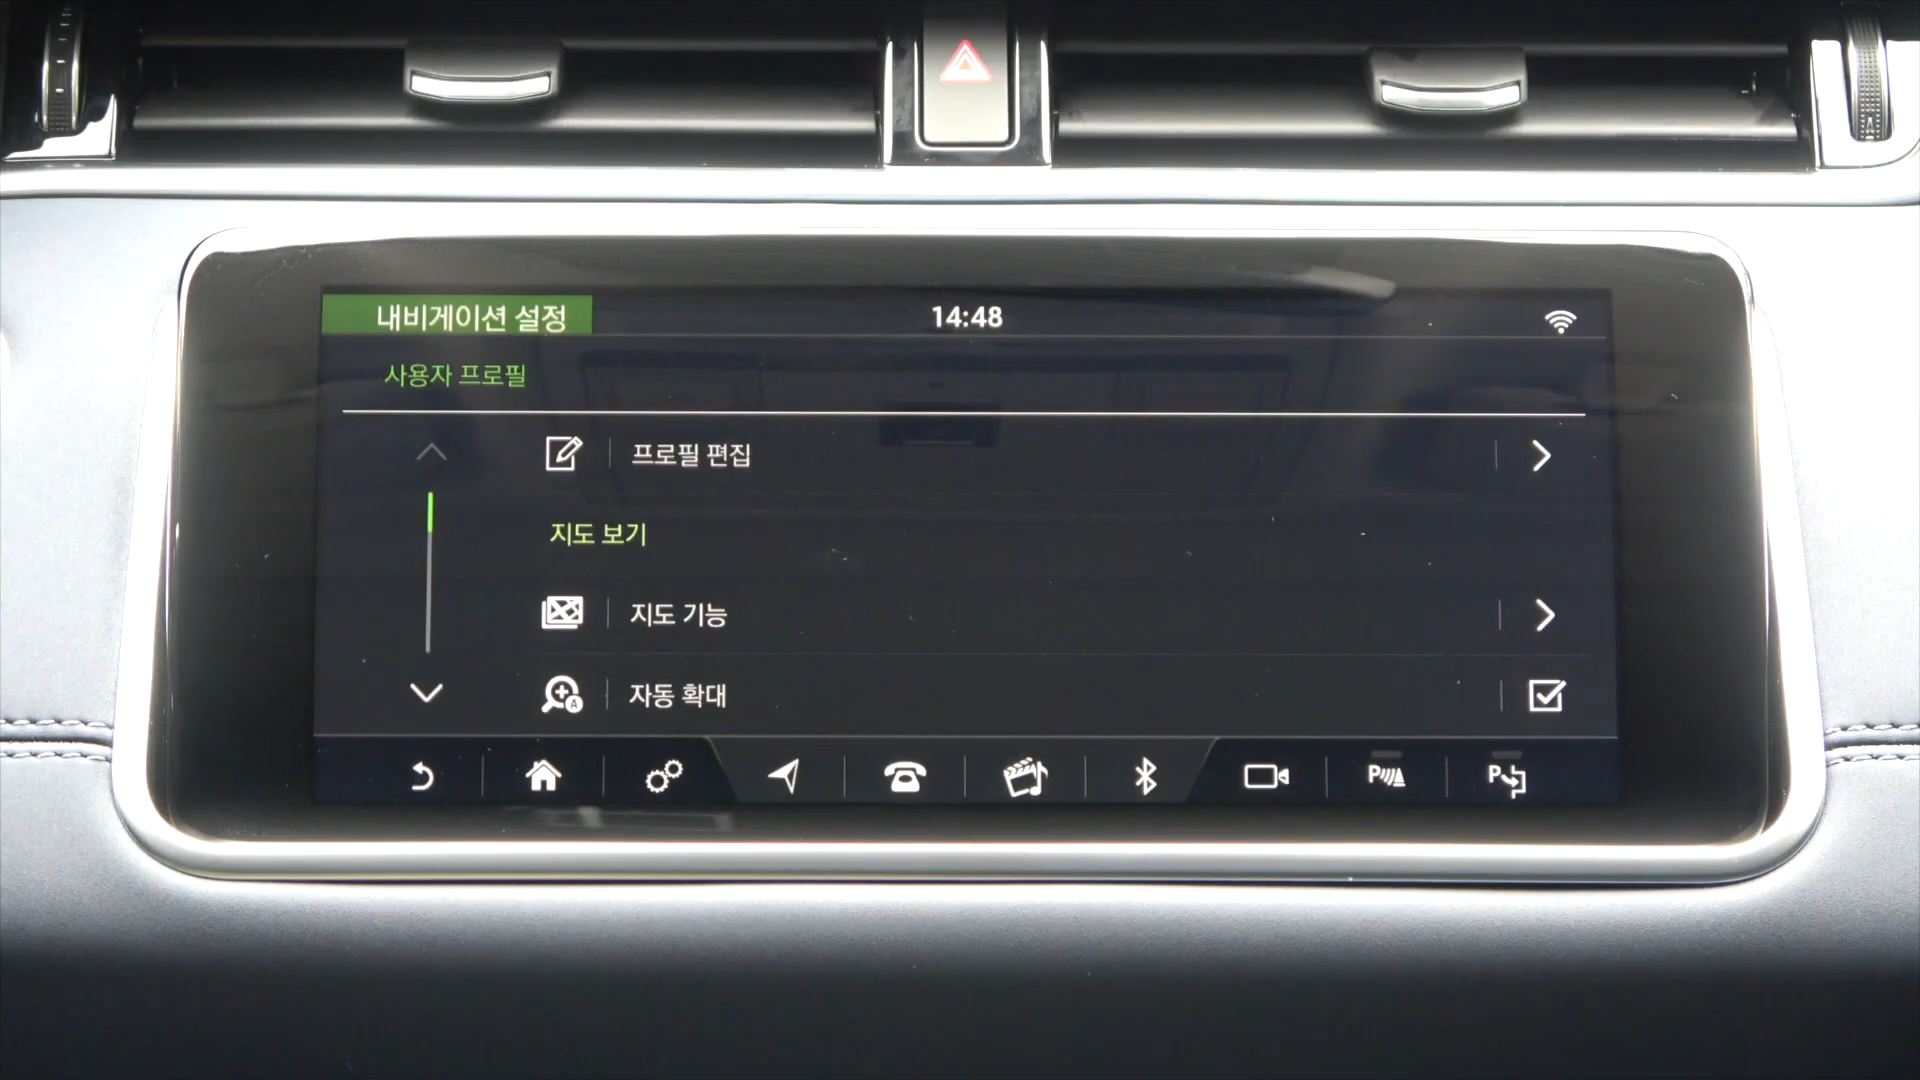 내비게이션 설정
14:48
사용자 프로필
프로필 편집
지도 보기
지도 기능
자동 확대